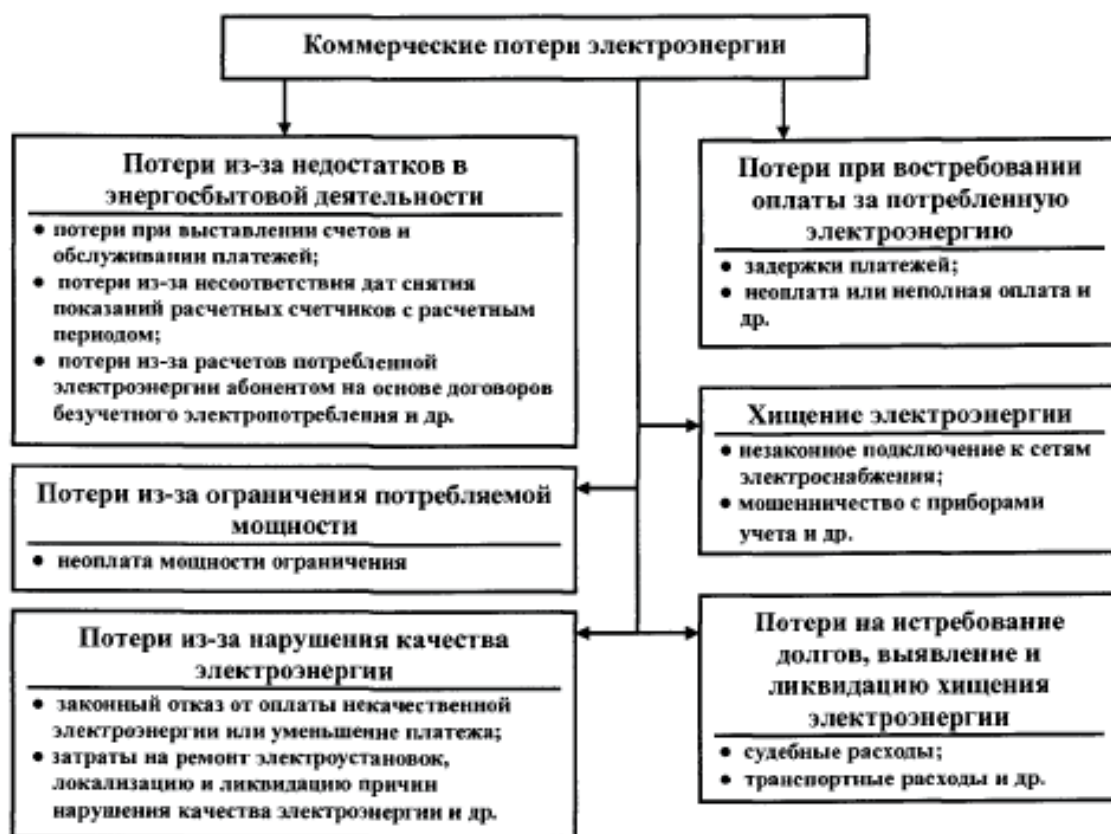 Коммерческие потери электроэнергии
Потери из-за недостатков в
энергосбытовой деятельности
● потери при выставлении счетов и
обслуживании платежей;
● потери из-за несоответствия дат снятия
показаний расчетных счетчиков с расчетным
периодом;
● потери из-за расчетов потребленной
электроэнергии абонентом на основе договоров
безучетного электропотребления и др.
Потери из-за ограничения потребляемой
мощности
● неоплата мощности ограничения
Потери из-за нарушения качества
электроэнергии
● законный отказ от оплаты некачественной
электроэнергии или уменьшение платежа;
● затраты на ремонт электроустановок,
локализацию и ликвидацию причин
нарушения качества электроэнергии и др.
Потери при востребовании
оплаты за потребленную
электроэнергию
● задержки платежей;
● неоплата или неполная оплата и
др.
Хищение электроэнергии
● незаконное подключение к сетям
электроснабжения;
● мошенничество с приборами
учета и др.
Потери на истребование
долгов, выявление и
ликвидацию хищения
электроэнергии
● судебные расходы;
● транспортные расходы и др.